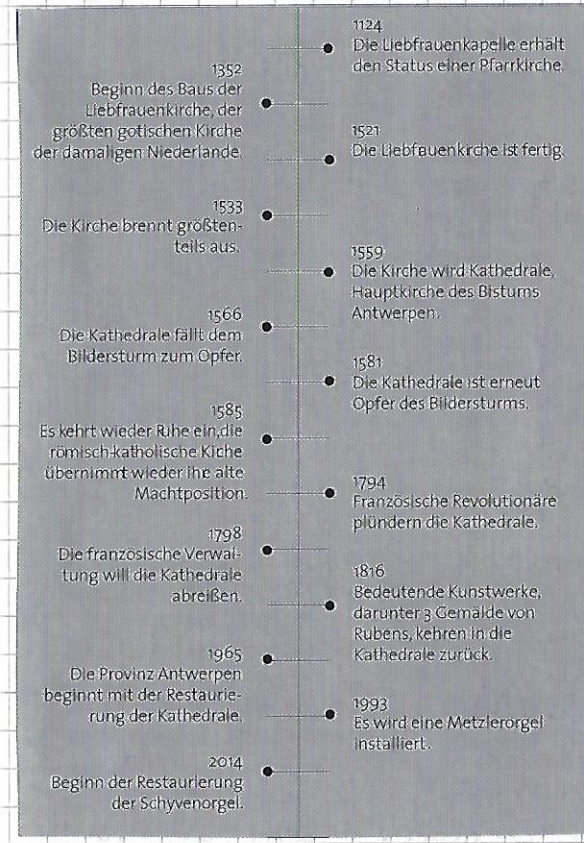 1124
Die Liebfrauenkapelle erhält
den Status einer Pfarrkirche.
1352
Beginn des Baus der
Liebfrauenkirche, der
größten gotischen Kirche
der damaligen Niederlande.
1521
Die Liebfrauenkirche ist fertig.
1533
Die Kirche brennt größten-
teils aus.
1559
Die Kirche wird Kathedrale,
Hauptkirche des Bistums
Antwerpen.
1566
Die Kathedrale fällt dem
Bildersturm zum Opfer.
1581
Die Kathedrale ist erneut
Opfer des Bildersturms.
1585
Es kehrt wieder Ruhe ein, die
römisch-katholische Kirche
übernimmt wieder ihre alte
Machtposition.
1794
Französische Revolutionäre
plündern die Kathedrale.
1798
Die französische Verwal-
tung will die Kathedrale
abreißen.
1816
Bedeutende Kunstwerke,
darunter 3 Gemälde von
Rubens, kehren in die
Kathedrale zurück.
1965
Die Provinz Antwerpen
beginnt mit der Restaurie-
rung der Kathedrale.
1993
Es wird eine Metzlerorgel
installiert.
2014
Beginn der Restaurierung
der Schyvenorgel.